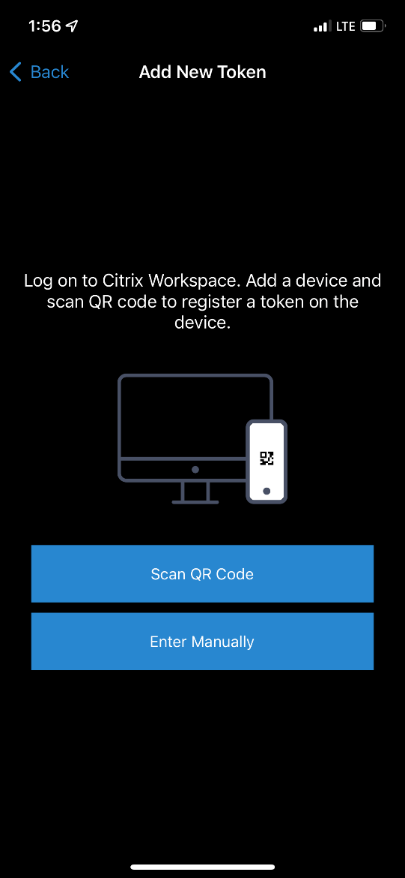 1:56 LTE
Back Add New Token
Log on to Citrix Workspace. Add a device and
scan QR code to register a token on the
device.
Scan QR Code
Enter Manually